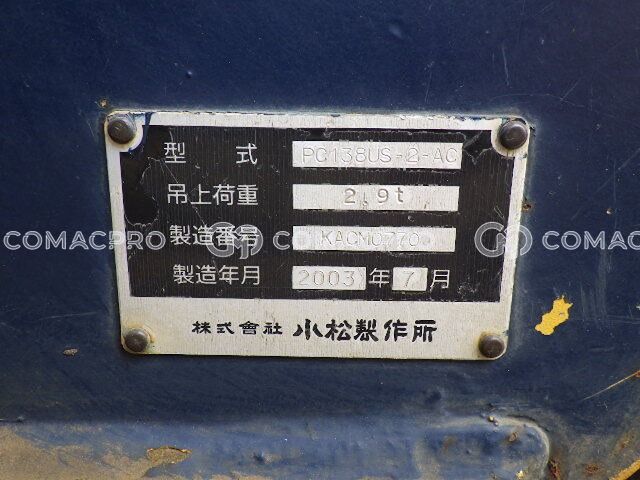 型 式 PC138US-2-AC
吊上荷重 2.9t
製造番号 KACM0770
製造年月 2003 年 7 月
株式會社 小松製作所
COMACPRO
COMACPRO
COMAC